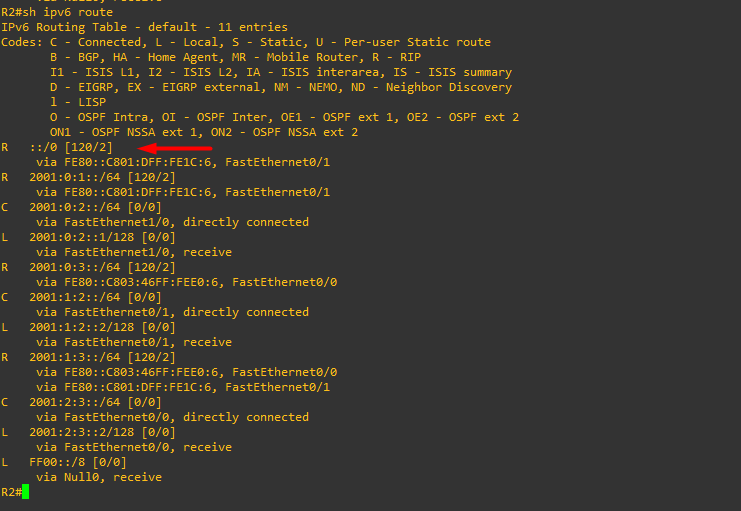 R2#sh ipv6 route
IPv6 Routing Table - default - 11 entries
Codes: C - Connected, L - Local, S - Static, U - Per-user Static route
       B - BGP, HA - Home Agent, MR - Mobile Router, R - RIP
       I1 - ISIS L1, I2 - ISIS L2, IA - ISIS interarea, IS - ISIS summary
       D - EIGRP, EX - EIGRP external, NM - NEMO, ND - Neighbor Discovery
       l - LISP
       O - OSPF Intra, OI - OSPF Inter, OE1 - OSPF ext 1, OE2 - OSPF ext 2
       ON1 - OSPF NSSA ext 1, ON2 - OSPF NSSA ext 2
R   ::/0 [120/2]
     via FE80::C801:DFF:FE1C:6, FastEthernet0/1
R   2001:0:1::/64 [120/2]
     via FE80::C801:DFF:FE1C:6, FastEthernet0/1
C   2001:0:2::/64 [0/0]
     via FastEthernet1/0, directly connected
L   2001:0:2::1/128 [0/0]
     via FastEthernet1/0, receive
R   2001:0:3::/64 [120/2]
     via FE80::C803:46FF:FEE0:6, FastEthernet0/0
C   2001:1:2::/64 [0/0]
     via FastEthernet0/1, directly connected
L   2001:1:2::2/128 [0/0]
     via FastEthernet0/1, receive
R   2001:1:3::/64 [120/2]
     via FE80::C803:46FF:FEE0:6, FastEthernet0/0
     via FE80::C801:DFF:FE1C:6, FastEthernet0/1
C   2001:2:3::/64 [0/0]
     via FastEthernet0/0, directly connected
L   2001:2:3::2/128 [0/0]
     via FastEthernet0/0, receive
L   FF00::/8 [0/0]
     via Null0, receive
R2#